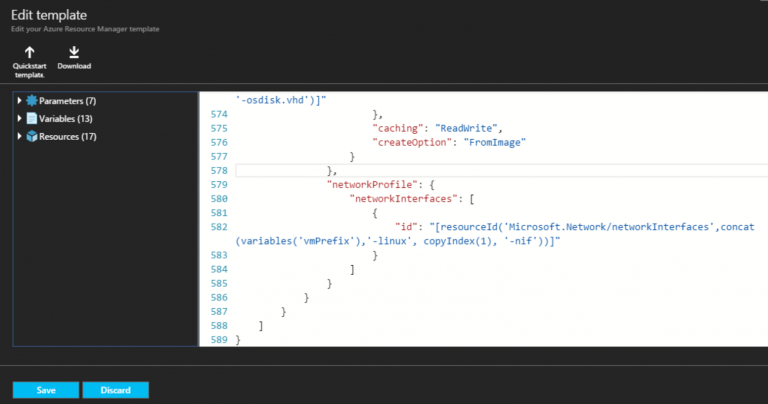 Edit template
Edit your Azure Resource Manager template
Quickstart
template.
Download
Parameters (7)
Variables (13)
Resources (17)
'-osdisk.vhd')]"
574 },
575 "caching": "ReadWrite",
576 "createOption": "FromImage"
577 }
578 },
579 "networkProfile": {
580 "networkInterfaces": [
581 {
582 "id": "[resourceId('Microsoft.Network/networkInterfaces',concat
(variables('vmPrefix'),'-linux', copyIndex(1), '-nif'))]"
583 }
584 ]
585 }
586 }
587 }
588 ]
589 }
Save
Discard